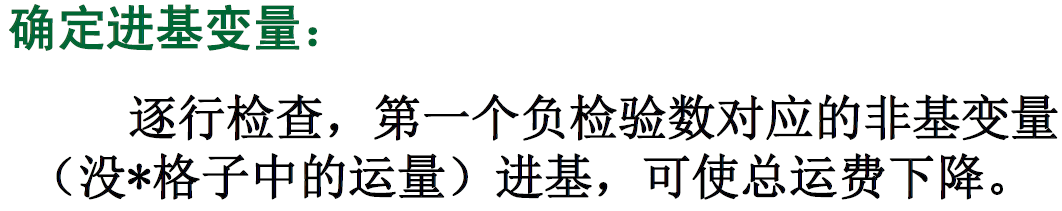 确定进基变量：
逐行检查，第一个负检验数对应的非基变量
（没*格子中的运量）进基，可使总运费下降。